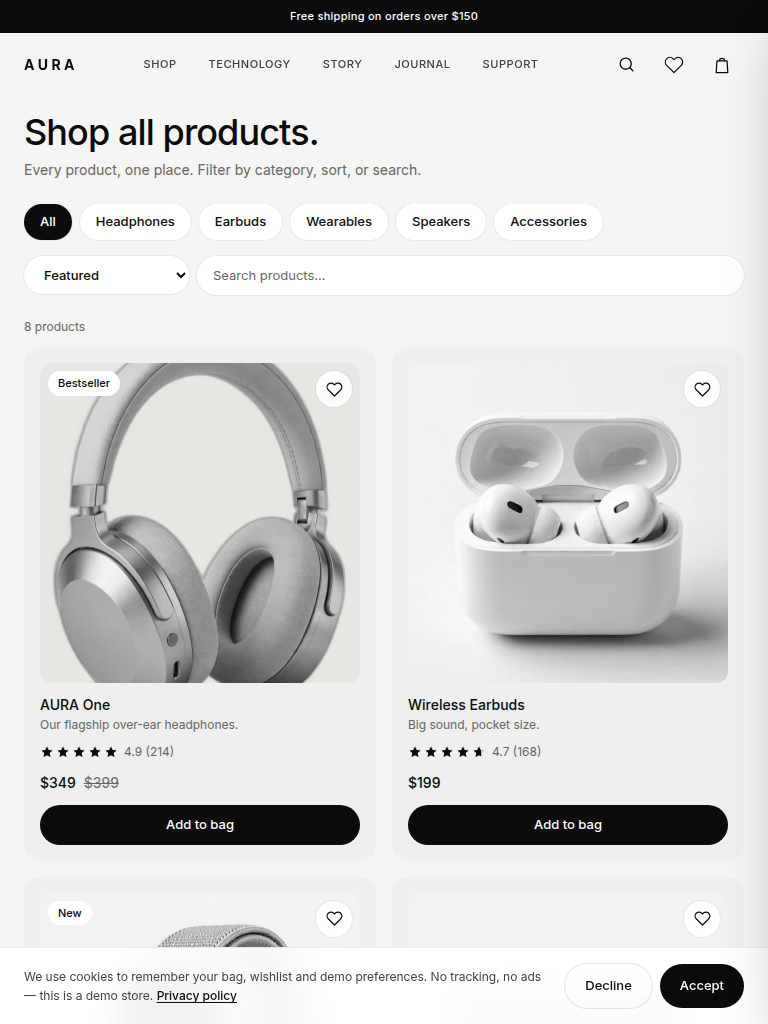 Free shipping on orders over $150
AURA
SHOP
TECHNOLOGY
STORY
JOURNAL
SUPPORT
Shop all products.
Every product, one place. Filter by category, sort, or search.
All
Headphones
Earbuds
Wearables
Speakers
Accessories
Featured
Search products...
8 products
Bestseller
AURA One
Our flagship over-ear headphones.
4.9 (214)
$349 $399
Add to bag
Wireless Earbuds
Big sound, pocket size.
4.7 (168)
$199
Add to bag
New
We use cookies to remember your bag, wishlist and demo preferences. No tracking, no ads
— this is a demo store. Privacy policy
Decline
Accept